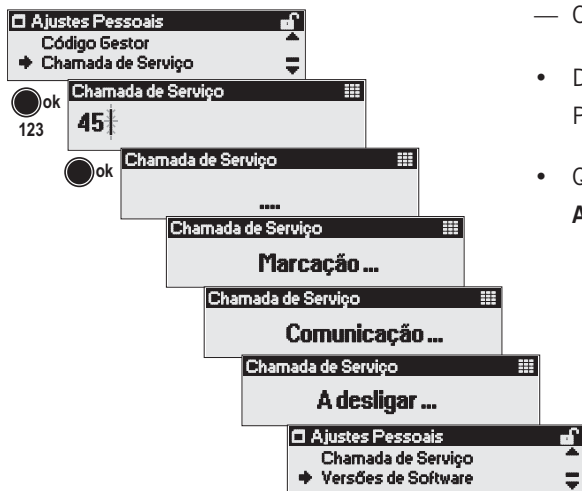 Ajustes Pessoais
Código Gestor
Chamada de Serviço
ok
123
Chamada de Serviço
45
ok
Chamada de Serviço
....
Chamada de Serviço
Marcação ...
Chamada de Serviço
Comunicação ...
Chamada de Serviço
A desligar ...
Ajustes Pessoais
Chamada de Serviço
Versões de Software